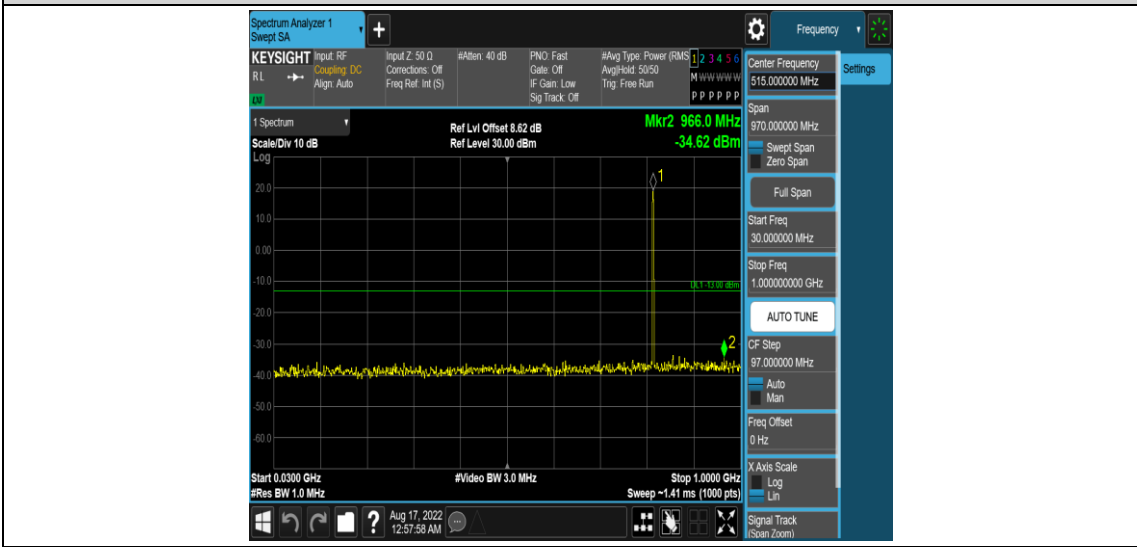 Spectrum Analyzer 1
Swept SA
+
Frequency
KEYSIGHT
RL
LXI
Input: RF
Coupling: DC
Align: Auto
Input Z: 50 Ω
Corrections: Off
Freq Ref: Int (S)
#Atten: 40 dB
PNO: Fast
Gate: Off
IF Gain: Low
Sig Track: Off
#Avg Type: Power (RMS
Avg|Hold: 50/50
Trig: Free Run
1 2 3 4 5 6
M W W W W W
P P P P P P
1 Spectrum
Scale/Div 10 dB
Log
Ref Lvl Offset 8.62 dB
Ref Level 30.00 dBm
Mkr2 966.0 MHz
-34.62 dBm
1
20.0
10.0
0.00
-10.0
DL1 -13.00 dBm
-20.0
-30.0
2
-40.0
-50.0
-60.0
Start 0.0300 GHz
#Res BW 1.0 MHz
#Video BW 3.0 MHz
Stop 1.0000 GHz
Sweep ~1.41 ms (1000 pts)
?
Aug 17, 2022
12:57:58 AM
Center Frequency
515.000000 MHz
Settings
Span
970.000000 MHz
Swept Span
Zero Span
Full Span
Start Freq
30.000000 MHz
Stop Freq
1.000000000 GHz
AUTO TUNE
CF Step
97.000000 MHz
Auto
Man
Freq Offset
0 Hz
X Axis Scale
Log
Lin
Signal Track
(Span Zoom)